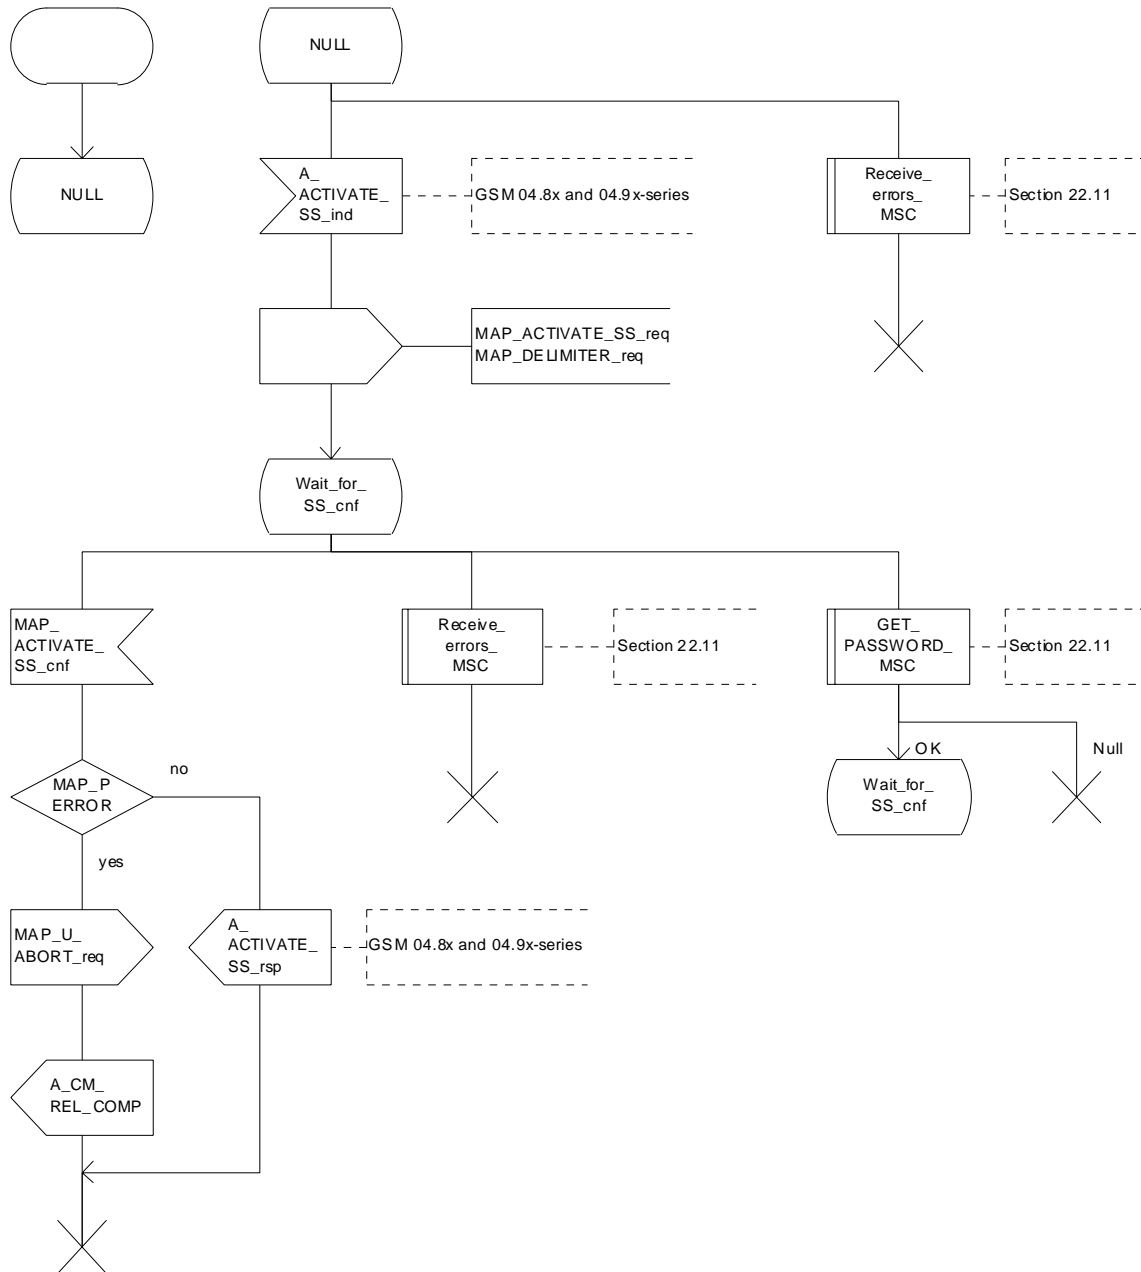 NULL
NULL
A_
ACTIVATE_
SS_ind
GSM 04.8x and 04.9x-series
Receive_
errors_
MSC
Section 22.11
MAP_ACTIVATE_SS_req
MAP_DELIMITER_req
Wait_for_
SS_cnf
MAP_
ACTIVATE_
SS_cnf
Receive_
errors_
MSC
Section 22.11
GET_
PASSWORD_
MSC
Section 22.11
OK
Null
Wait_for_
SS_cnf
MAP_P
ERROR
no
yes
MAP_U_
ABORT_req
A_
ACTIVATE_
SS_rsp
GSM 04.8x and 04.9x-series
A_CM_
REL_COMP